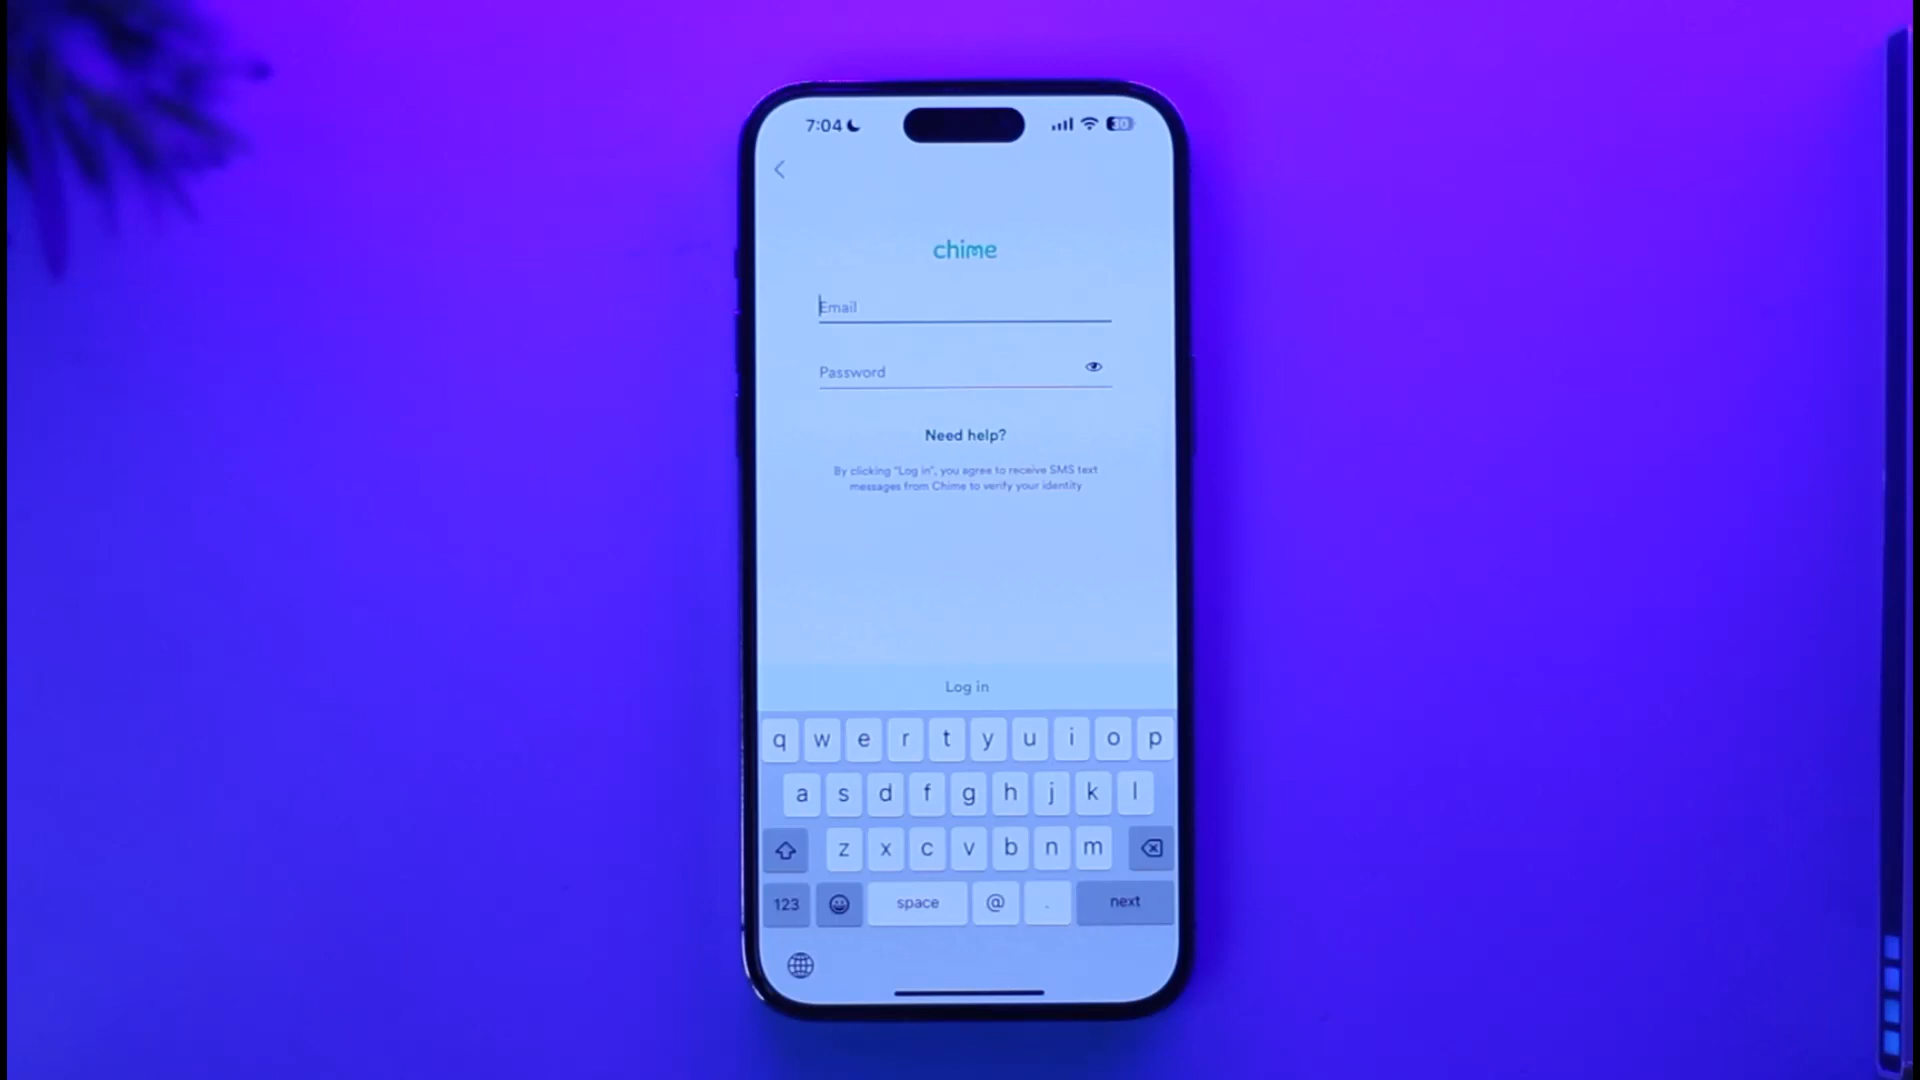 7:04
30
chime
Email
Password
Need help?
By clicking "Log in", you agree to receive SMS text
messages from Chime to verify your identity
Log in
q w e r t y u i o p
a s d f g h j k l
z x c v b n m
123 space @ . next